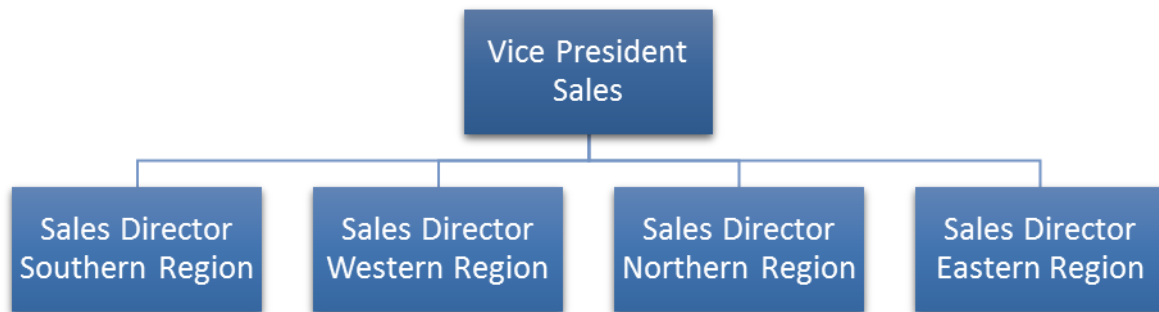 Vice President
Sales
Sales Director
Southern Region
Sales Director
Western Region
Sales Director
Northern Region
Sales Director
Eastern Region